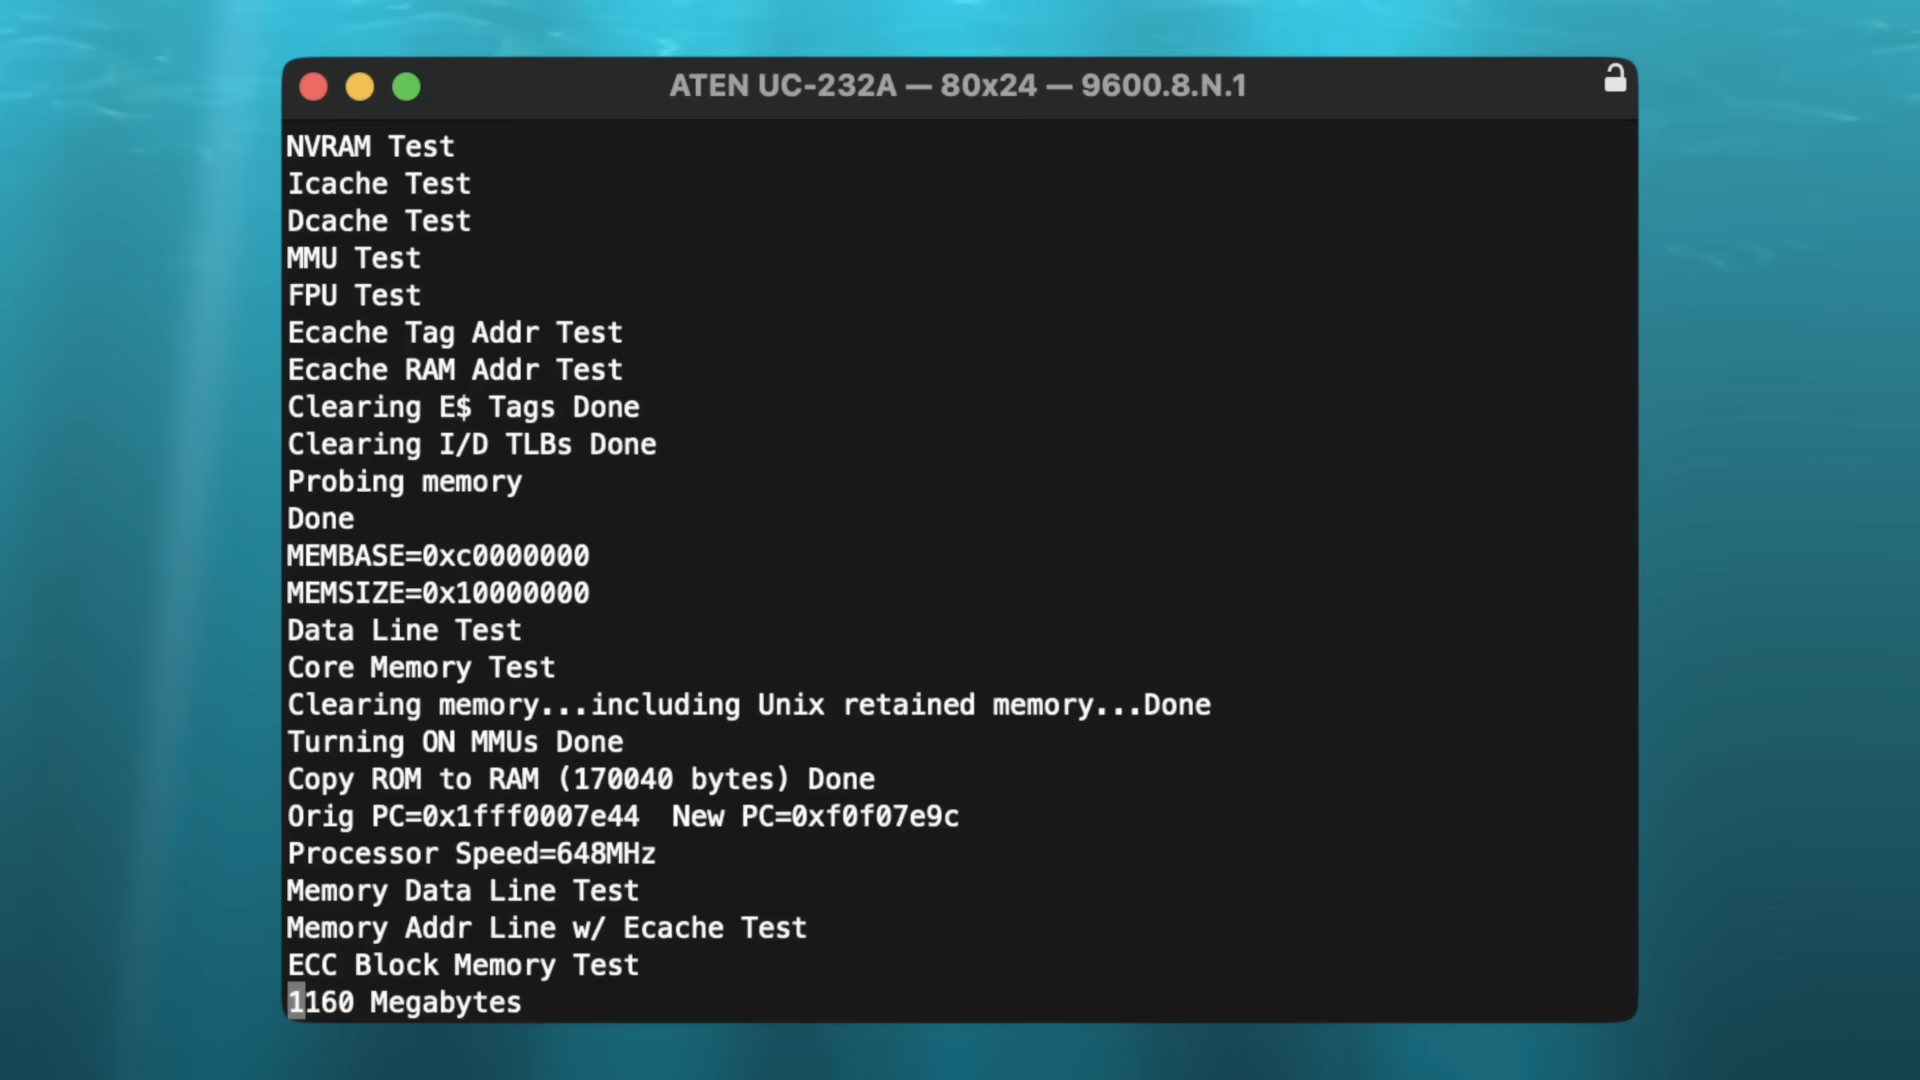 ATEN UC-232A — 80x24 — 9600.8.N.1
NVRAM Test
Icache Test
Dcache Test
MMU Test
FPU Test
Ecache Tag Addr Test
Ecache RAM Addr Test
Clearing E$ Tags Done
Clearing I/D TLBs Done
Probing memory
Done
MEMBASE=0xc0000000
MEMSIZE=0x10000000
Data Line Test
Core Memory Test
Clearing memory...including Unix retained memory...Done
Turning ON MMUs Done
Copy ROM to RAM (170040 bytes) Done
Orig PC=0x1fff0007e44  New PC=0xf0f07e9c
Processor Speed=648MHz
Memory Data Line Test
Memory Addr Line w/ Ecache Test
ECC Block Memory Test
1160 Megabytes